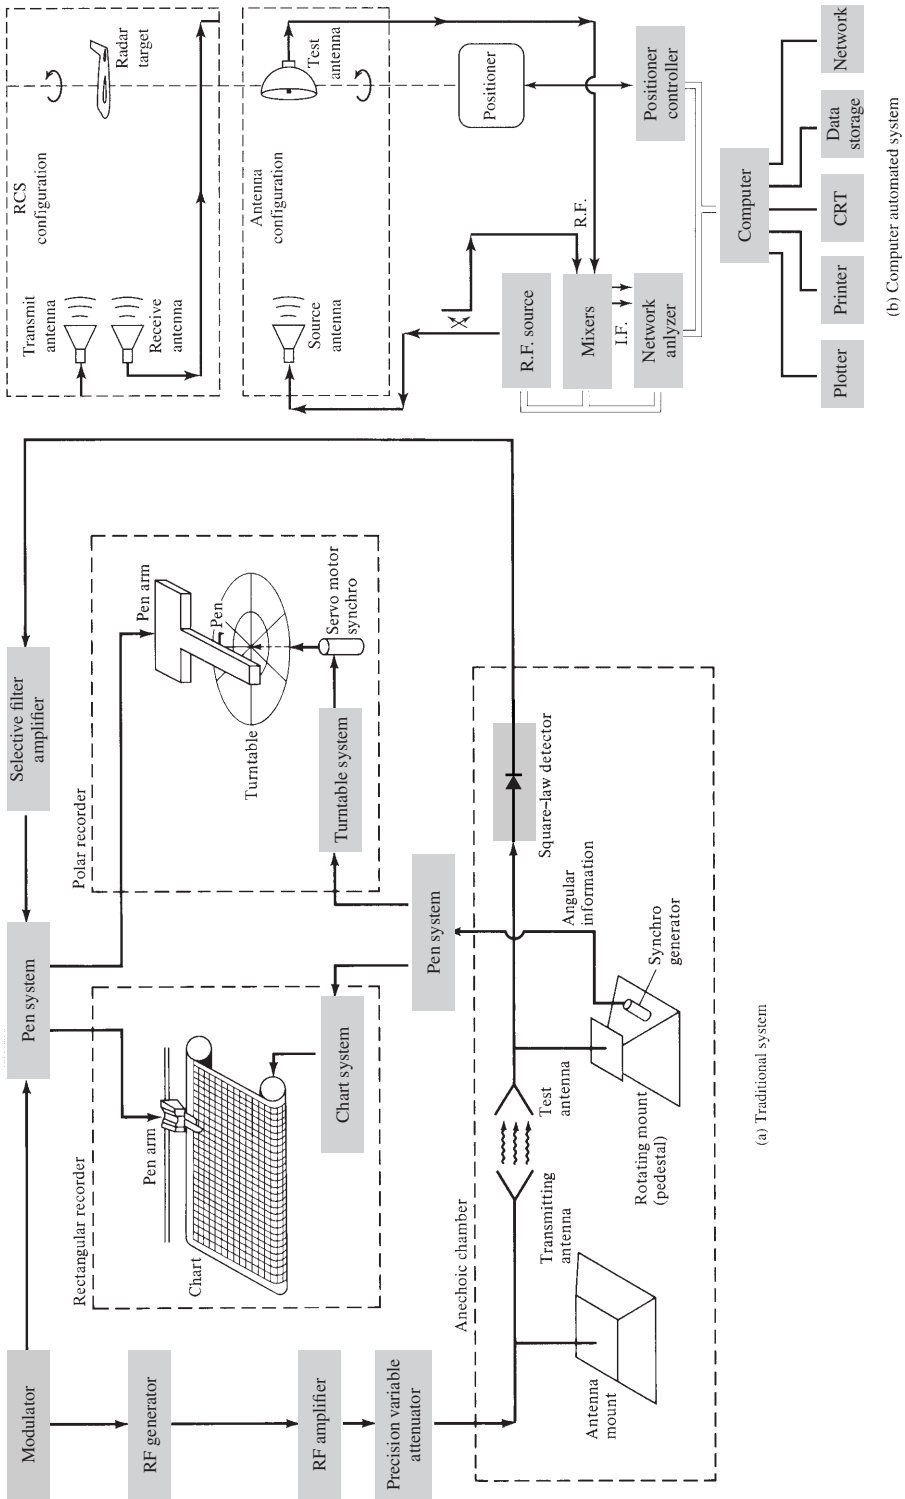 Modulator
RF generator
RF amplifier
Precision variable
attenuator
Rectangular recorder
Pen arm
Chart
Chart system
Pen system
Selective filter
amplifier
Polar recorder
Pen arm
Pen
Turntable
Servo motor
synchro
Turntable system
Pen system
Anechoic chamber
Antenna
mount
Transmitting
antenna
Test
antenna
Rotating mount
(pedestal)
Synchro
generator
Angular
information
Square-law detector
(a) Traditional system
RCS
configuration
Transmit
antenna
Receive
antenna
Radar
target
Antenna
configuration
Source
antenna
Test
antenna
Positioner
R.F.
R.F. source
Mixers
I.F.
Network
anlyzer
Positioner
controller
Computer
Plotter
Printer
CRT
Data
storage
Network
(b) Computer automated system